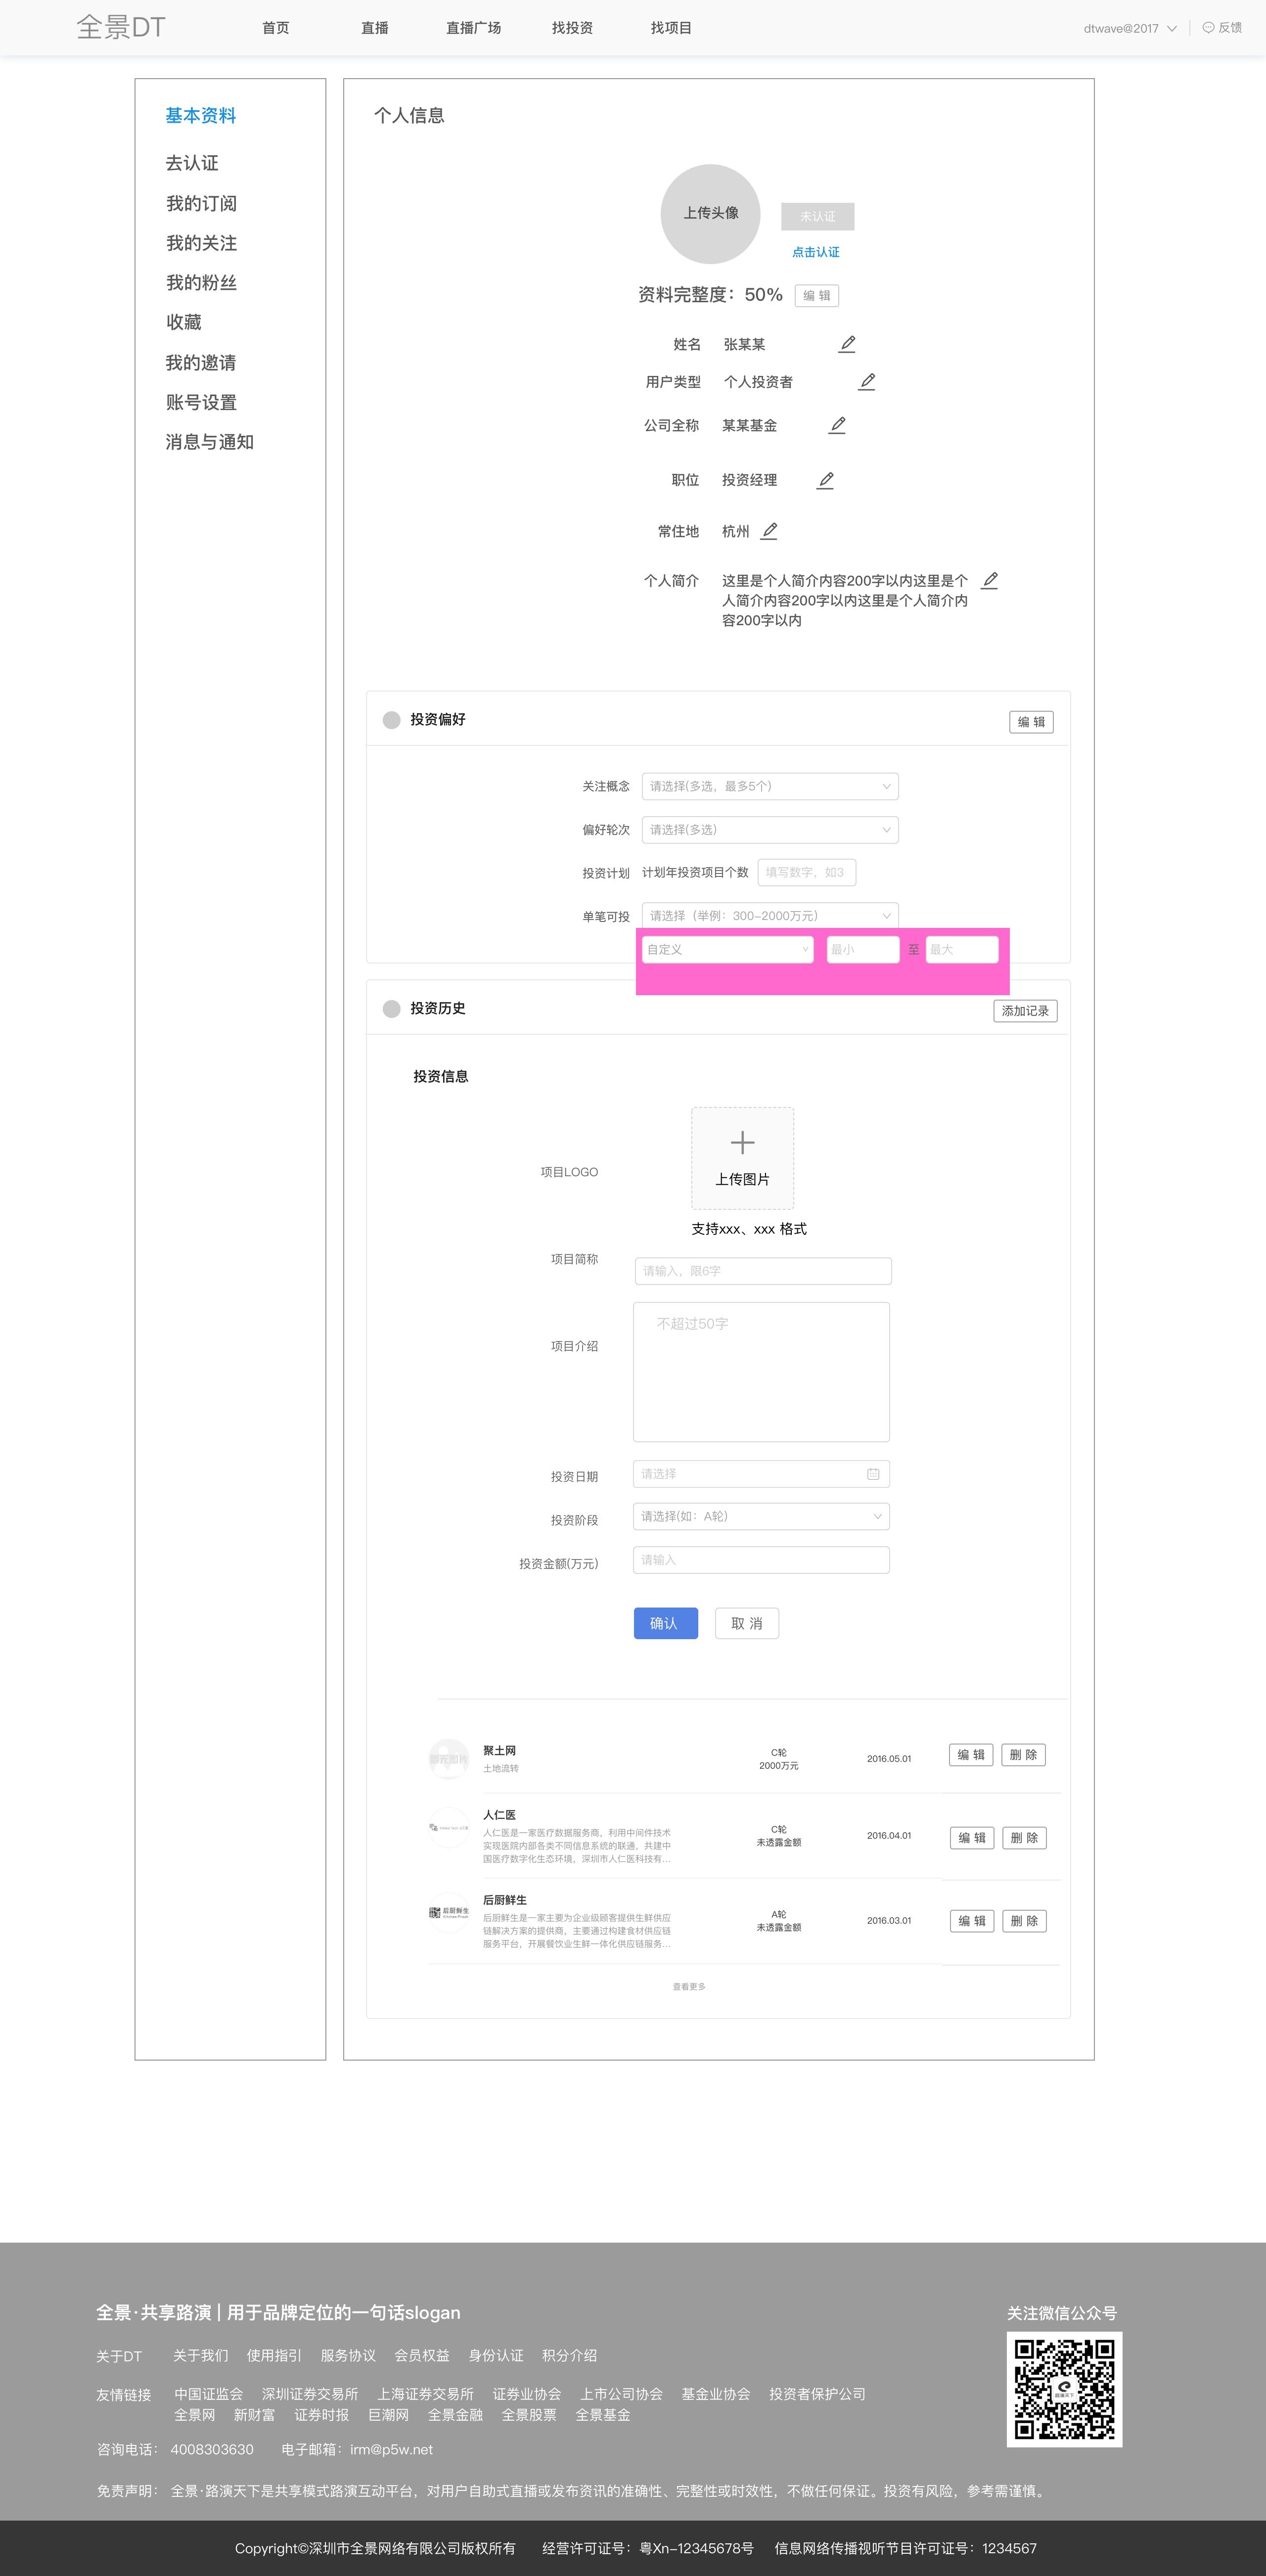 全景DT
首页
直播
直播广场
找投资
找项目
dtwave@2017
反馈
基本资料
去认证
我的订阅
我的关注
我的粉丝
收藏
我的邀请
账号设置
消息与通知
个人信息
上传头像
未认证
点击认证
资料完整度：50%
编 辑
姓名 张某某
用户类型 个人投资者
公司全称 某某基金
职位 投资经理
常住地 杭州
个人简介 这里是个人简介内容200字以内这里是个
人简介内容200字以内这里是个人简介内
容200字以内
投资偏好
编 辑
关注概念 请选择(多选，最多5个)
偏好轮次 请选择(多选)
投资计划 计划年投资项目个数 填写数字，如3
单笔可投 请选择（举例：300-2000万元）
自定义 最小 至 最大
投资历史
添加记录
投资信息
项目LOGO
上传图片
支持xxx、xxx 格式
项目简称 请输入，限6字
项目介绍 不超过50字
投资日期 请选择
投资阶段 请选择(如：A轮)
投资金额(万元) 请输入
确认 取 消
聚土网
土地流转
C轮
2000万元
2016.05.01
编 辑 删 除
人仁医
人仁医是一家医疗数据服务商，利用中间件技术
实现医院内部各类不同信息系统的联通，共建中
国医疗数字化生态环境，深圳市人仁医科技有...
C轮
未透露金额
2016.04.01
编 辑 删 除
后厨鲜生
后厨鲜生
后厨鲜生是一家主要为企业级顾客提供生鲜供应
链解决方案的提供商，主要通过构建食材供应链
服务平台，开展餐饮业生鲜一体化供应链服务...
A轮
未透露金额
2016.03.01
编 辑 删 除
查看更多
全景·共享路演 | 用于品牌定位的一句话slogan
关于DT 关于我们 使用指引 服务协议 会员权益 身份认证 积分介绍
友情链接 中国证监会 深圳证券交易所 上海证券交易所 证券业协会 上市公司协会 基金业协会 投资者保护公司
全景网 新财富 证券时报 巨潮网 全景金融 全景股票 全景基金
咨询电话： 4008303630 电子邮箱：irm@p5w.net
免责声明： 全景·路演天下是共享模式路演互动平台，对用户自助式直播或发布资讯的准确性、完整性或时效性，不做任何保证。投资有风险，参考需谨慎。
关注微信公众号
Copyright©深圳市全景网络有限公司版权所有 经营许可证号：粤Xn-12345678号 信息网络传播视听节目许可证号：1234567